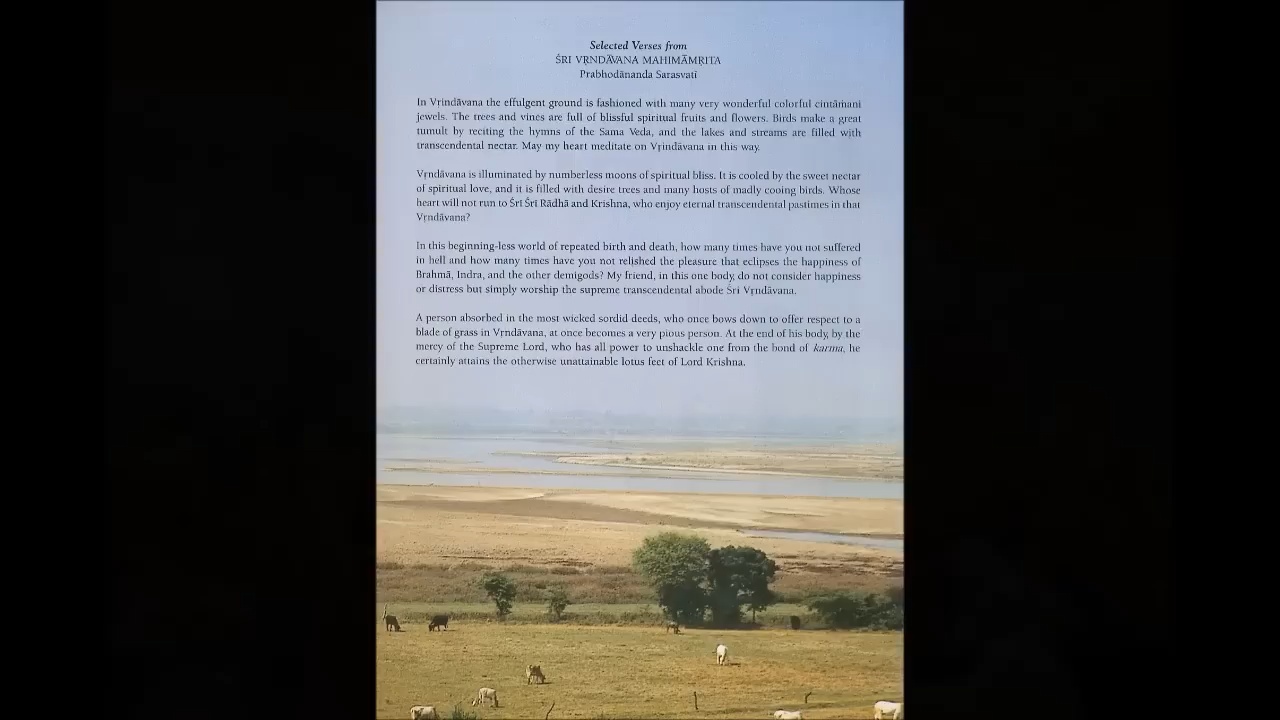 Selected Verses from
ŚRI VṚNDĀVANA MAHIMĀMṚITA
Prabhodānanda Sarasvatī
In Vrindāvana the effulgent ground is fashioned with many very wonderful colorful cintāmani
jewels. The trees and vines are full of blissful spiritual fruits and flowers. Birds make a great
tumult by reciting the hymns of the Sama Veda, and the lakes and streams are filled with
transcendental nectar. May my heart meditate on Vṛindāvana in this way.
Vṛndāvana is illuminated by numberless moons of spiritual bliss. It is cooled by the sweet nectar
of spiritual love, and it is filled with desire trees and many hosts of madly cooing birds. Whose
heart will not run to Śrī Śrī Rādhā and Krishna, who enjoy eternal transcendental pastimes in that
Vṛndāvana?
In this beginning-less world of repeated birth and death, how many times have you not suffered
in hell and how many times have you not relished the pleasure that eclipses the happiness of
Brahmā, Indra, and the other demigods? My friend, in this one body, do not consider happiness
or distress but simply worship the supreme transcendental abode Śrī Vṛndāvana.
A person absorbed in the most wicked sordid deeds, who once bows down to offer respect to a
blade of grass in Vṛndāvana, at once becomes a very pious person. At the end of his body, by the
mercy of the Supreme Lord, who has all power to unshackle one from the bond of karma, he
certainly attains the otherwise unattainable lotus feet of Lord Krishna.